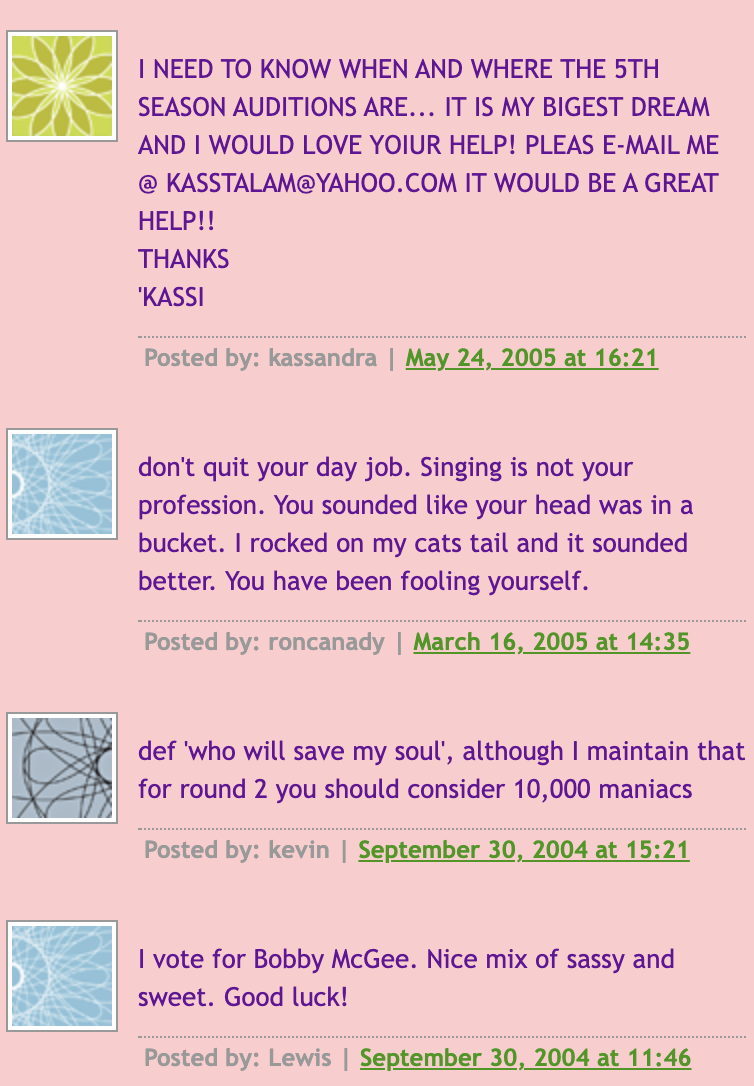 I NEED TO KNOW WHEN AND WHERE THE 5TH
SEASON AUDITIONS ARE... IT IS MY BIGEST DREAM
AND I WOULD LOVE YOIUR HELP! PLEAS E-MAIL ME
@ KASSTALAM@YAHOO.COM IT WOULD BE A GREAT
HELP!!
THANKS
'KASSI
Posted by: kassandra | May 24, 2005 at 16:21
don't quit your day job. Singing is not your
profession. You sounded like your head was in a
bucket. I rocked on my cats tail and it sounded
better. You have been fooling yourself.
Posted by: roncanady | March 16, 2005 at 14:35
def 'who will save my soul', although I maintain that
for round 2 you should consider 10,000 maniacs
Posted by: kevin | September 30, 2004 at 15:21
I vote for Bobby McGee. Nice mix of sassy and
sweet. Good luck!
Posted by: Lewis | September 30, 2004 at 11:46